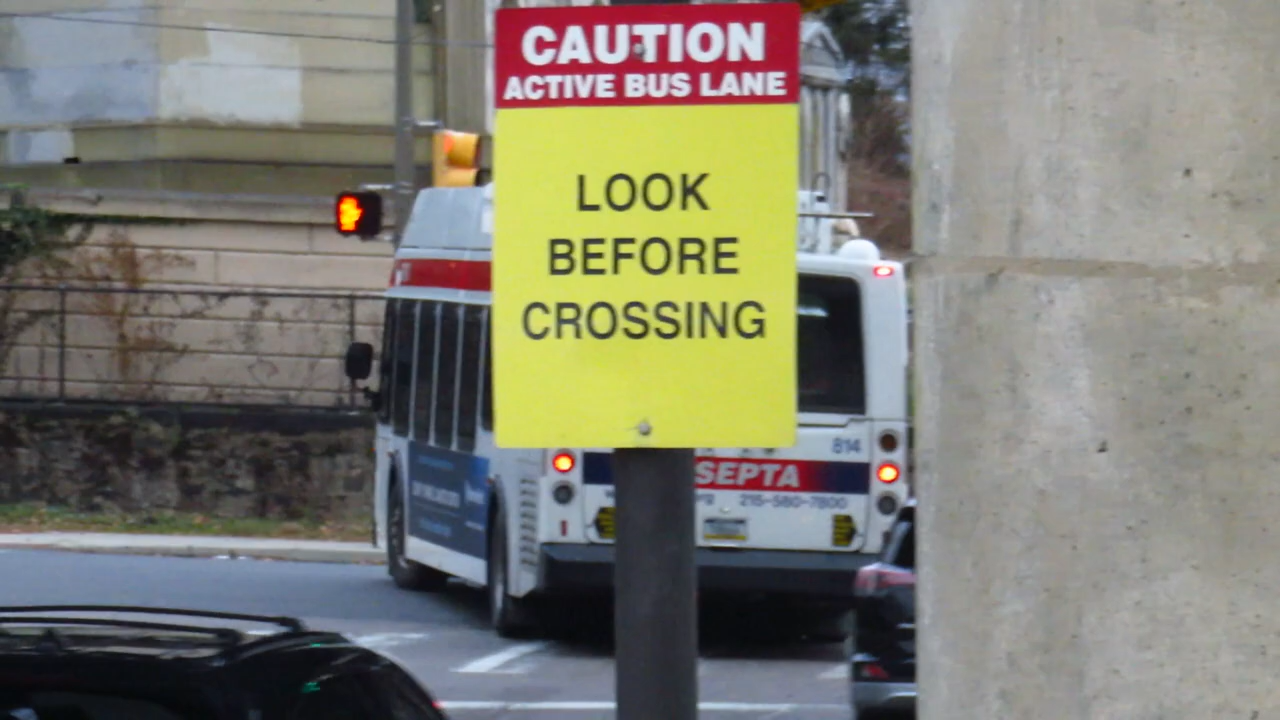 CAUTION
ACTIVE BUS LANE
LOOK
BEFORE
CROSSING
814
SEPTA
215-580-7800